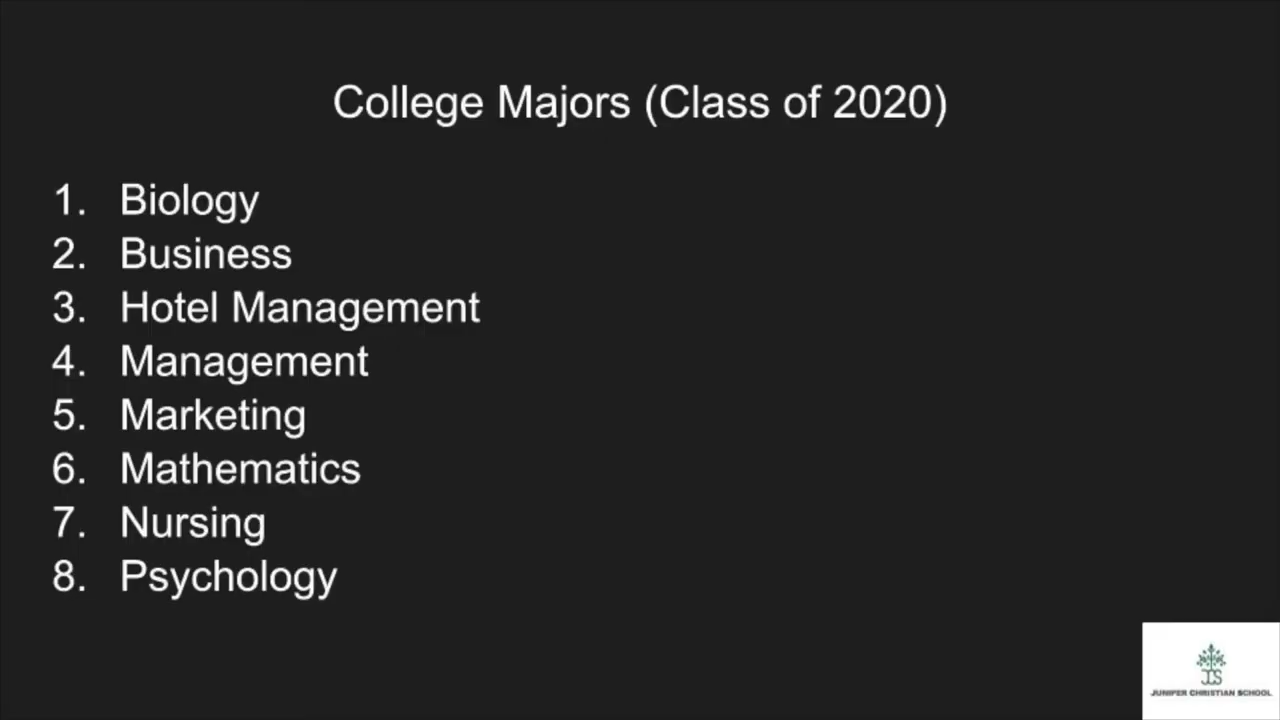 College Majors (Class of 2020)
1. Biology
2. Business
3. Hotel Management
4. Management
5. Marketing
6. Mathematics
7. Nursing
8. Psychology
JCS
JUNIPER CHRISTIAN SCHOOL